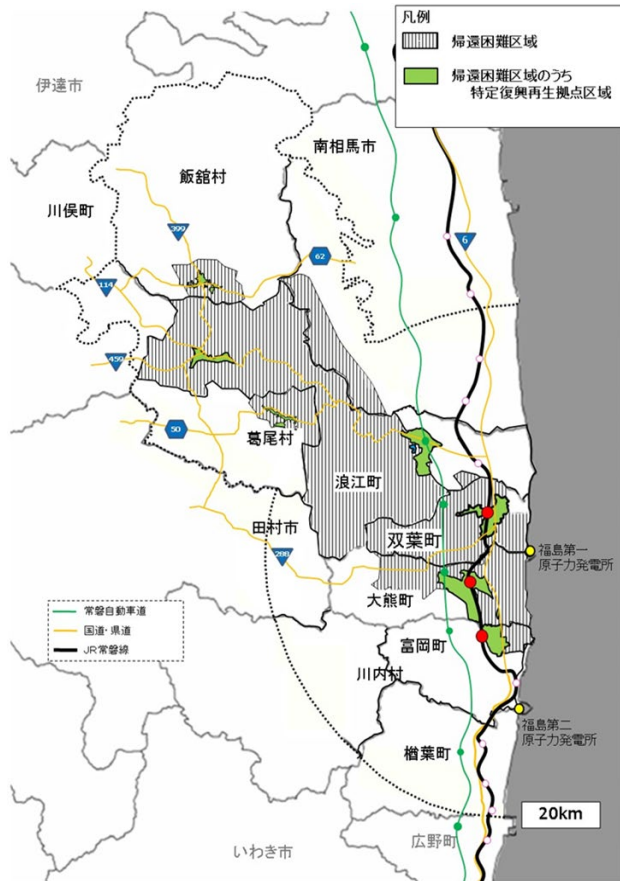 凡例
帰還困難区域
帰還困難区域のうち
特定復興再生拠点区域
伊達市
南相馬市
飯舘村
川俣町
399
62
6
114
459
50
葛尾村
浪江町
田村市
双葉町
288
福島第一
原子力発電所
大熊町
常磐自動車道
国道・県道
JR常磐線
富岡町
川内村
福島第二
原子力発電所
楢葉町
20km
広野町
いわき市